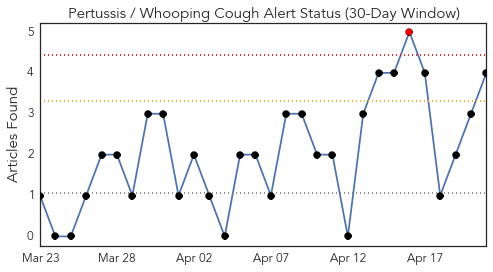 Pertussis / Whooping Cough Alert Status (30-Day Window)
Articles Found
5
4
3
2
1
0
Mar 23 Mar 28 Apr 02 Apr 07 Apr 12 Apr 17